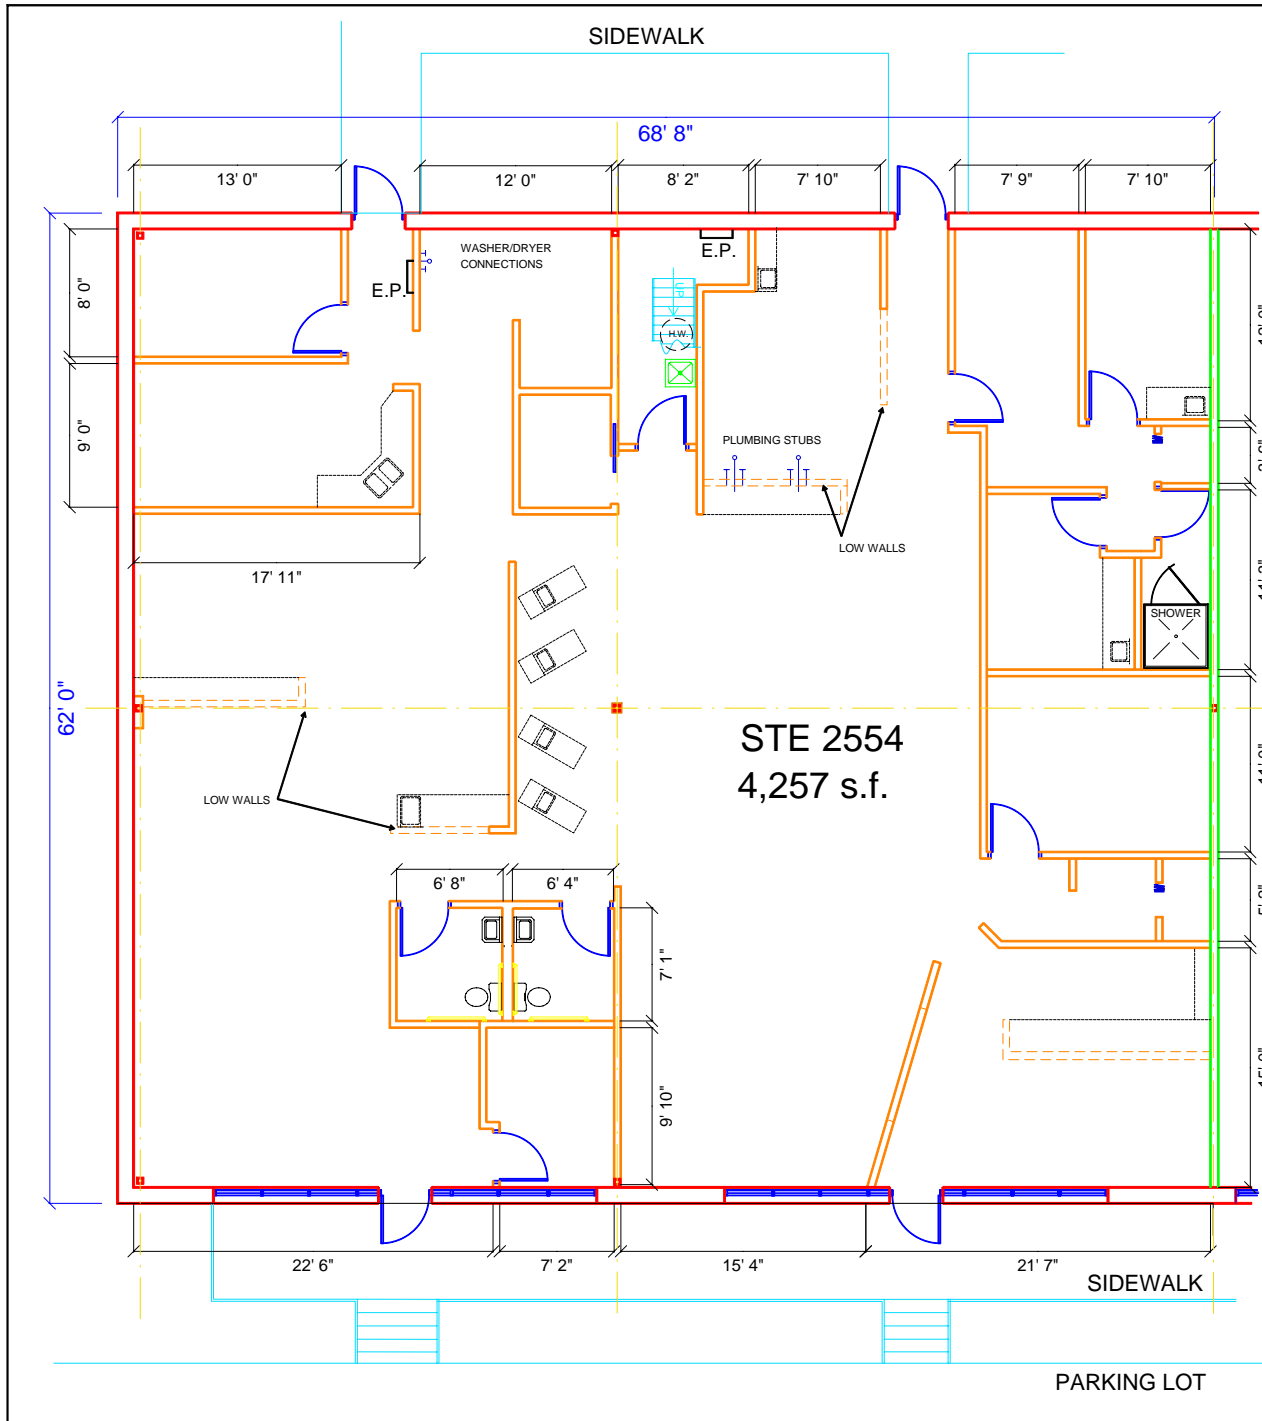 SIDEWALK
68' 8"
13' 0"
12' 0"
8' 2"
7' 10"
7' 9"
7' 10"
WASHER/DRYER
CONNECTIONS
E.P.
E.P.
UP
H.W.
8' 0"
9' 0"
PLUMBING STUBS
LOW WALLS
17' 11"
SHOWER
62' 0"
STE 2554
4,257 s.f.
LOW WALLS
6' 8"
6' 4"
7' 1"
9' 10"
22' 6"
7' 2"
15' 4"
21' 7"
SIDEWALK
PARKING LOT